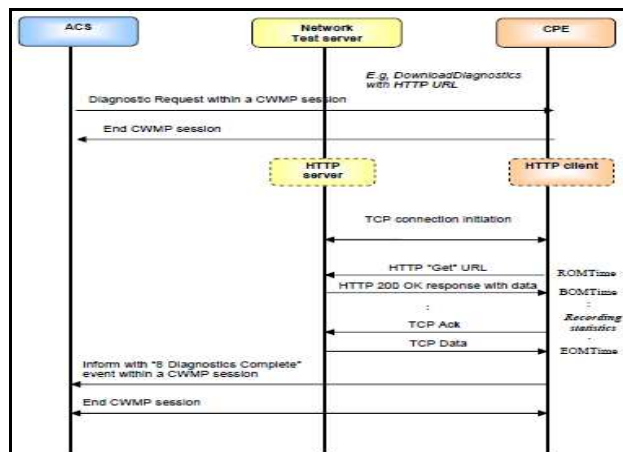 ACS
Network
Test server
CPE
E.g, DownloadDiagnostics
with HTTP URL
Diagnostic Request within a CWMP session
End CWMP session
HTTP
server
HTTP client
TCP connection initiation
HTTP "Get" URL
ROMTime
HTTP 200 OK response with data
BOMTime
:
:
TCP Ack
Recording
statistics
TCP Data
EOMTime
Inform with "8 Diagnostics Complete"
event within a CWMP session
End CWMP session